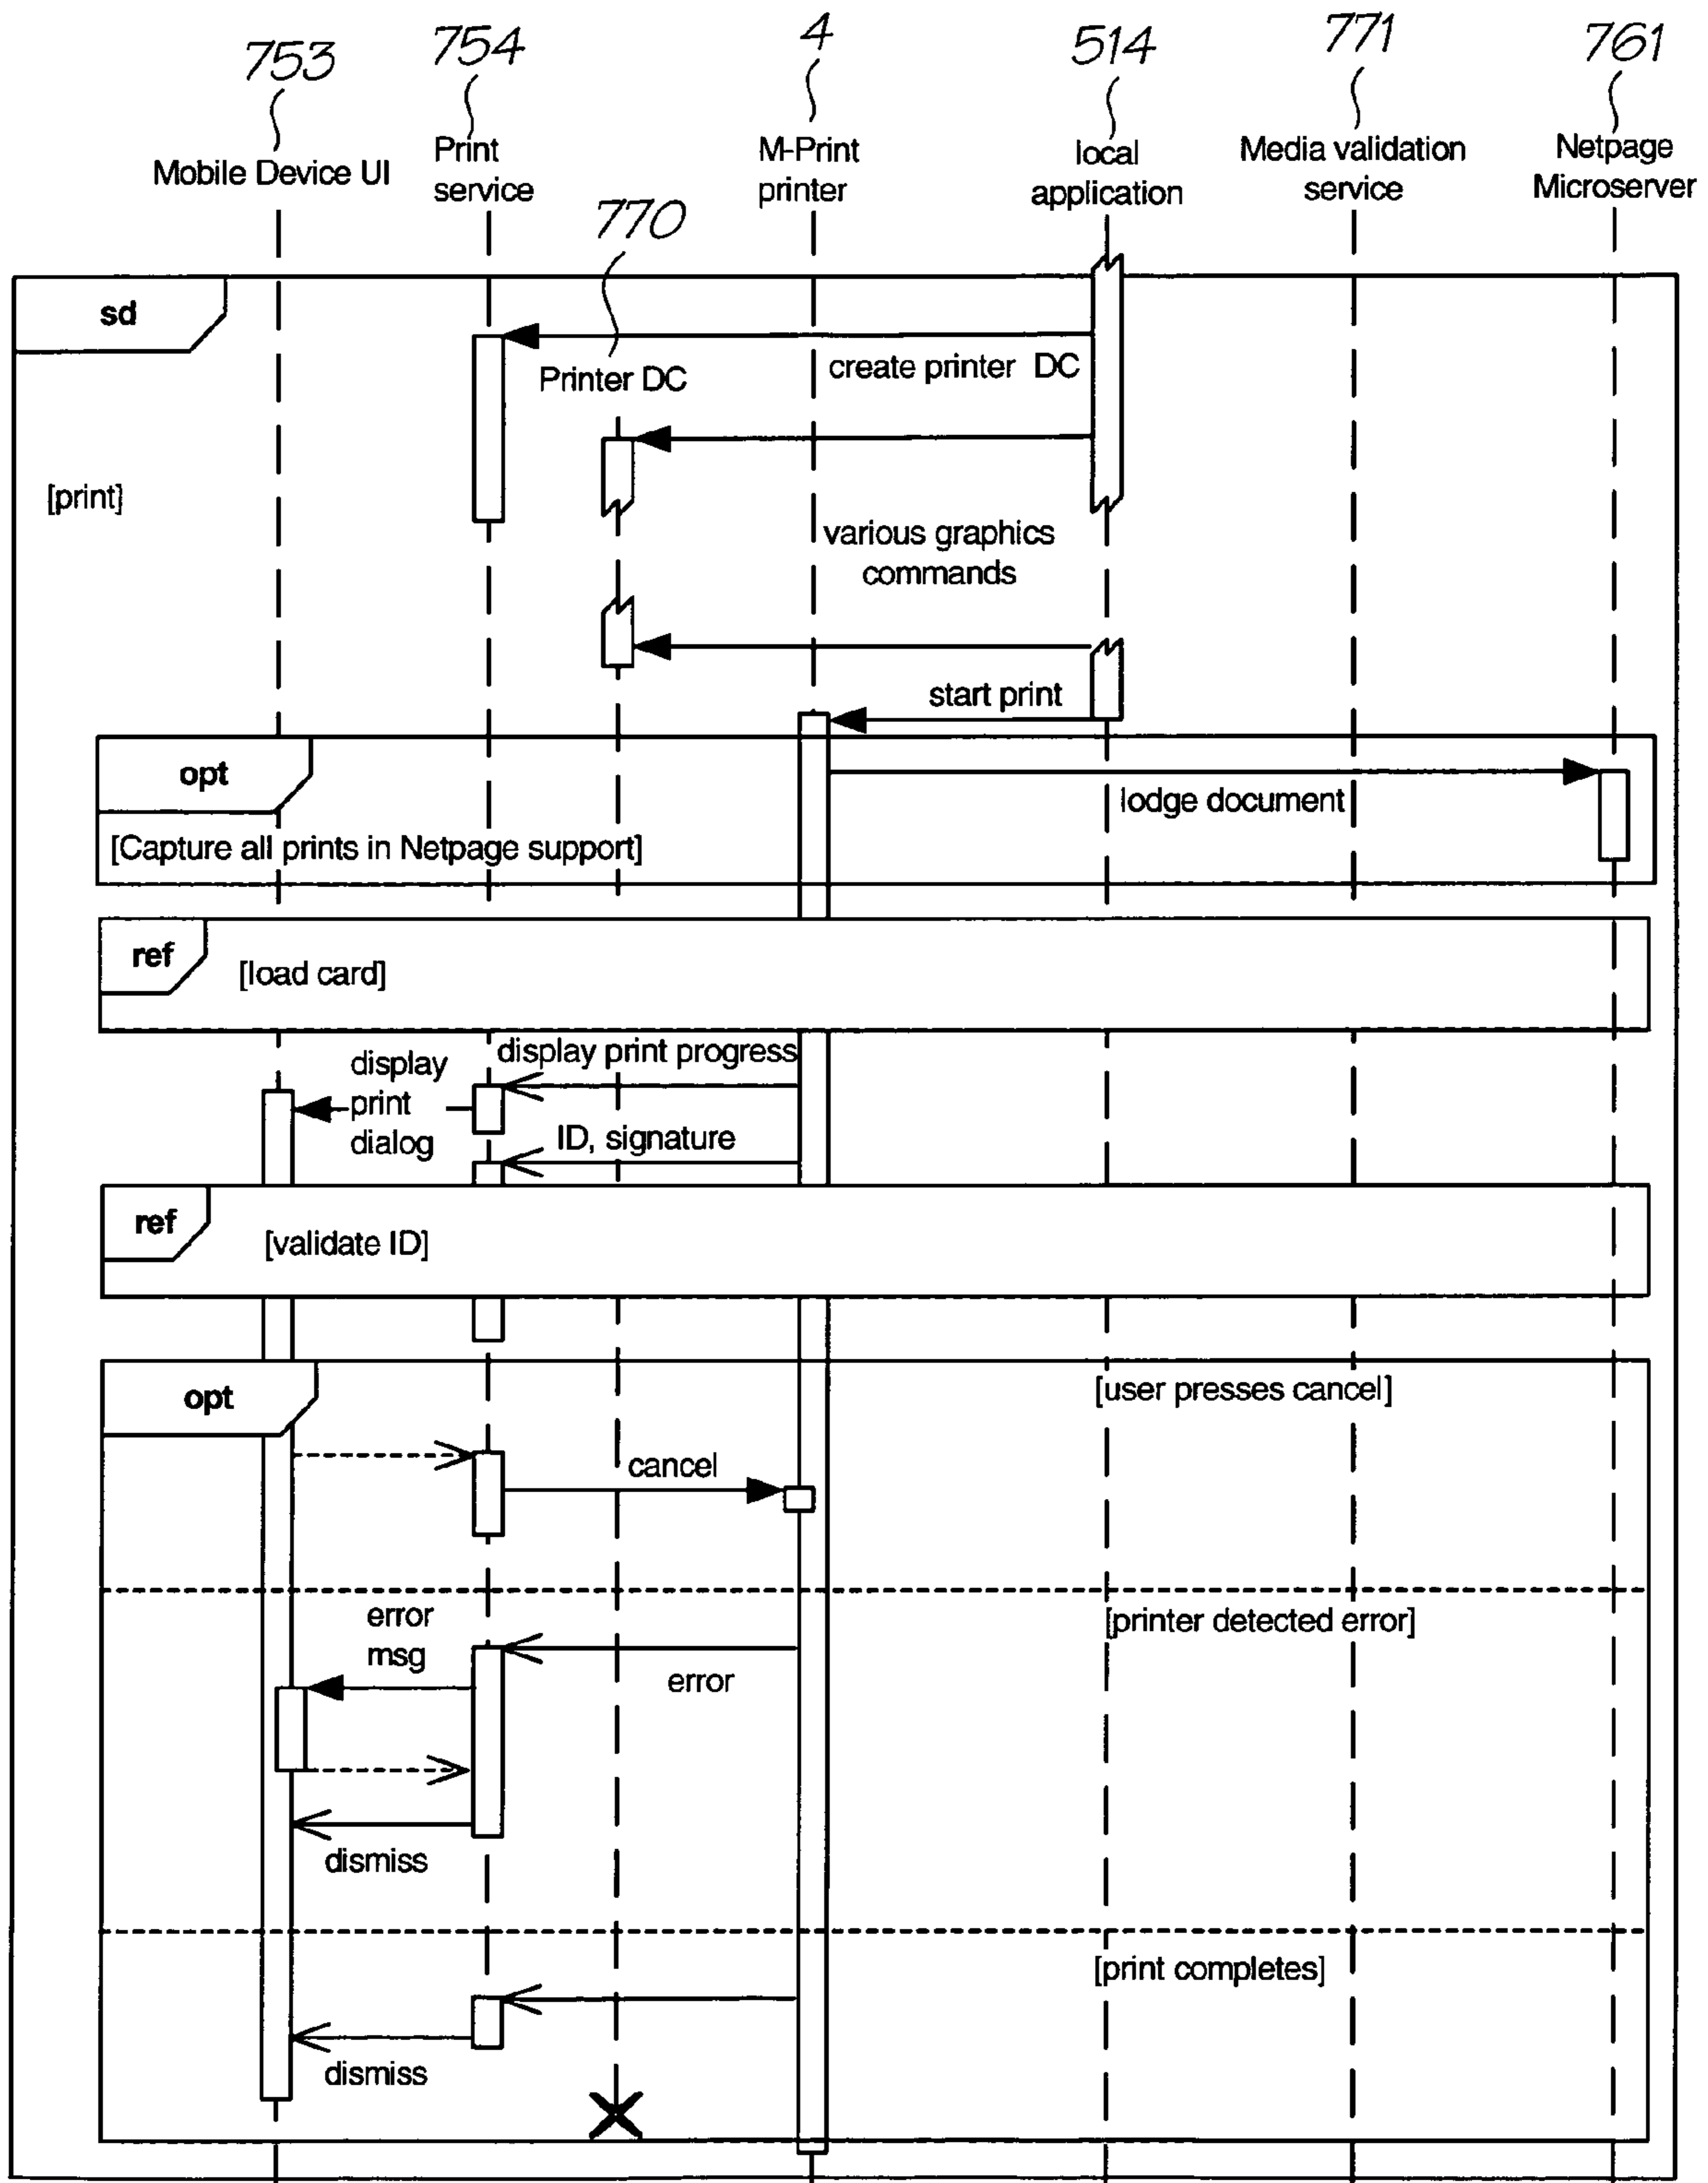 753
754
4
514
771
761
Mobile Device UI
Print
service
M-Print
printer
local
application
Media validation
service
Netpage
Microserver
770
sd
Printer DC
create printer DC
[print]
various graphics
commands
start print
opt
lodge document
[Capture all prints in Netpage support]
ref
[load card]
display
print
dialog
display print progress
ID, signature
ref
[validate ID]
opt
[user presses cancel]
cancel
error
msg
[printer detected error]
error
dismiss
[print completes]
dismiss